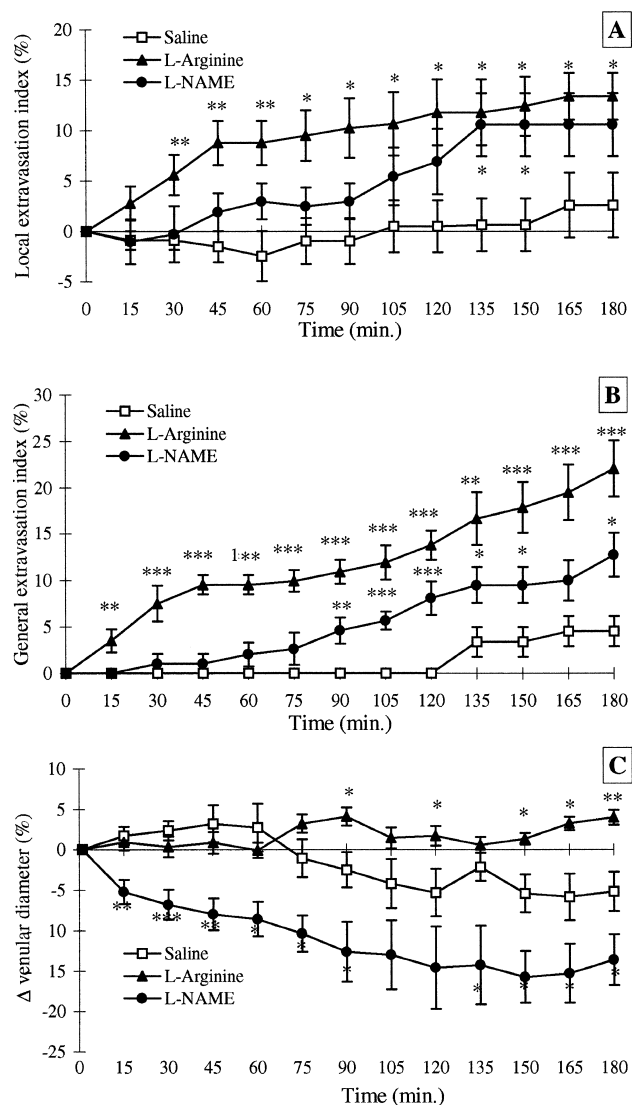 A
Saline
L-Arginine
L-NAME
Local extravasation index (%)
20
15
10
5
0
-5
** ** ** * * * * * * * *
* *
0 15 30 45 60 75 90 105 120 135 150 165 180
Time (min.)
B
Saline
L-Arginine
L-NAME
General extravasation index (%)
30
25
20
15
10
5
0
** *** *** 1:** *** *** *** *** ** *** *** ***
** *** *** * * *
0 15 30 45 60 75 90 105 120 135 150 165 180
Time (min.)
C
Δ venular diameter (%)
10
5
0
-5
10
15
-20
-25
* * * * **
** *** ** * * * * * * *
Saline
L-Arginine
L-NAME
0 15 30 45 60 75 90 105 120 135 150 165 180
Time (min.)